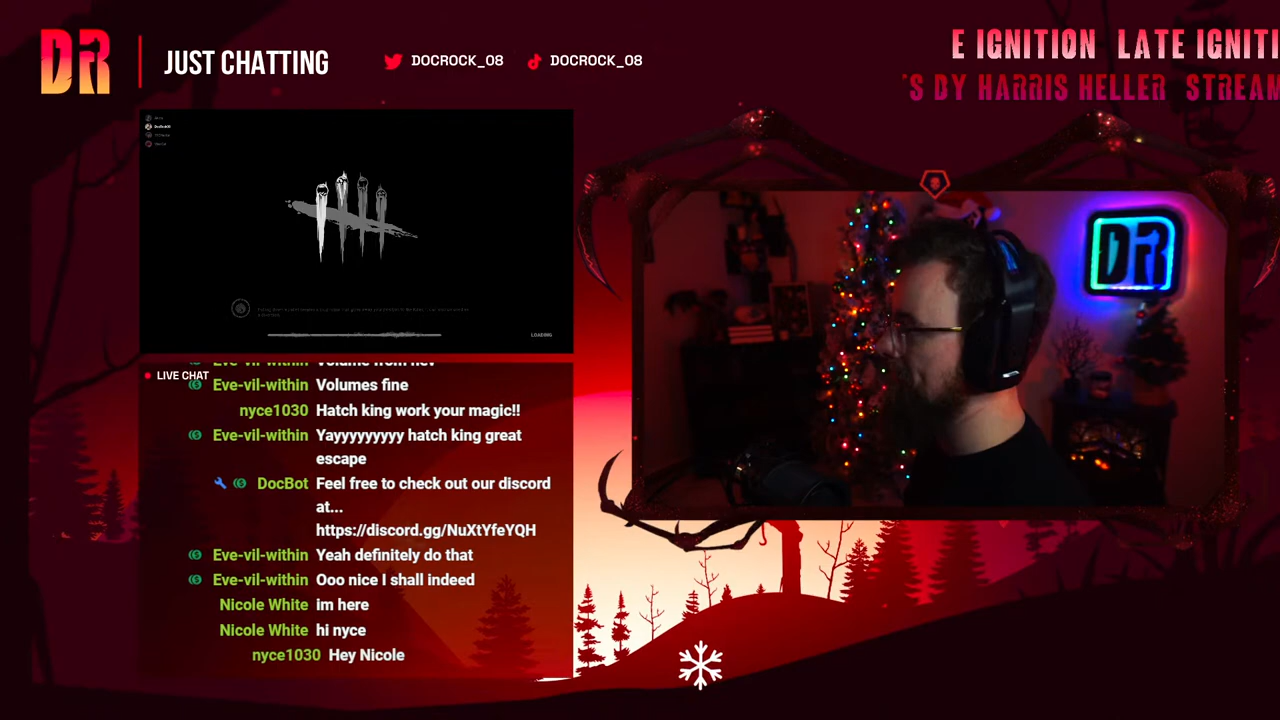 DR
JUST CHATTING
DOCROCK_08
DOCROCK_08
E IGNITION LATE IGNITI
'S BY HARRIS HELLER STREAM
LOADING
LIVE CHAT
Eve-vil-within Volumes fine
nyce1030 Hatch king work your magic!!
Eve-vil-within Yayyyyyyyyy hatch king great
escape
DocBot Feel free to check out our discord
at...
https://discord.gg/NuXtYfeYQH
Eve-vil-within Yeah definitely do that
Eve-vil-within Ooo nice I shall indeed
Nicole White im here
Nicole White hi nyce
nyce1030 Hey Nicole
DR